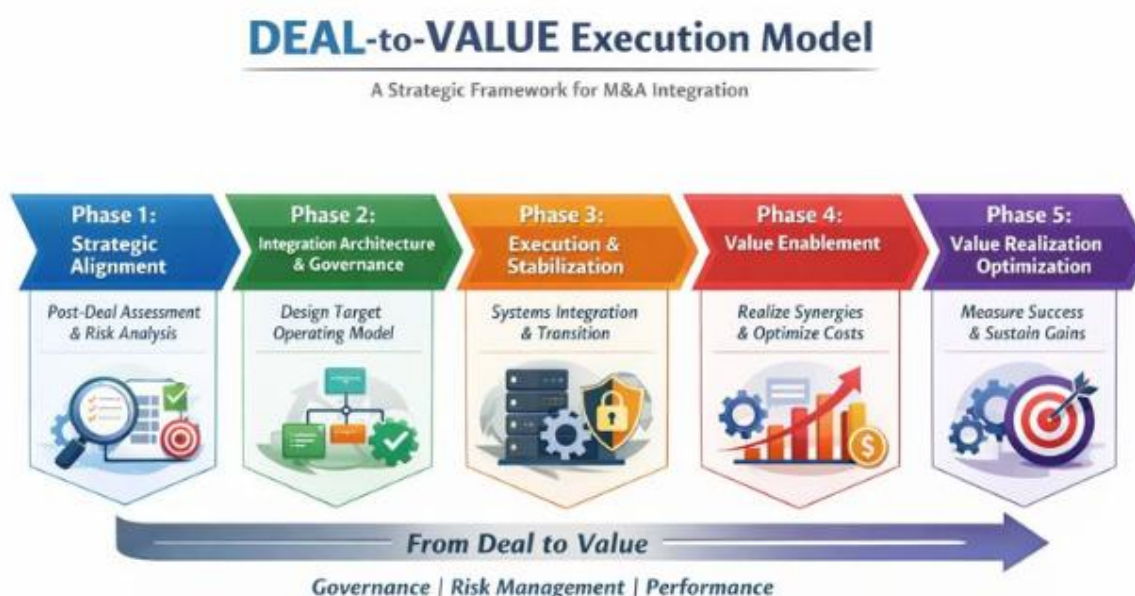 DEAL-to-VALUE Execution Model
A Strategic Framework for M&A Integration
Phase 1:
Strategic
Alignment
Post-Deal Assessment
& Risk Analysis
Phase 2:
Integration Architecture
& Governance
Design Target
Operating Model
Phase 3:
Execution &
Stabilization
Systems Integration
& Transition
Phase 4:
Value Enablement
Realize Synergies
& Optimize Costs
$
Phase 5:
Value Realization
Optimization
Measure Success
& Sustain Gains
From Deal to Value
Governance | Risk Management | Performance